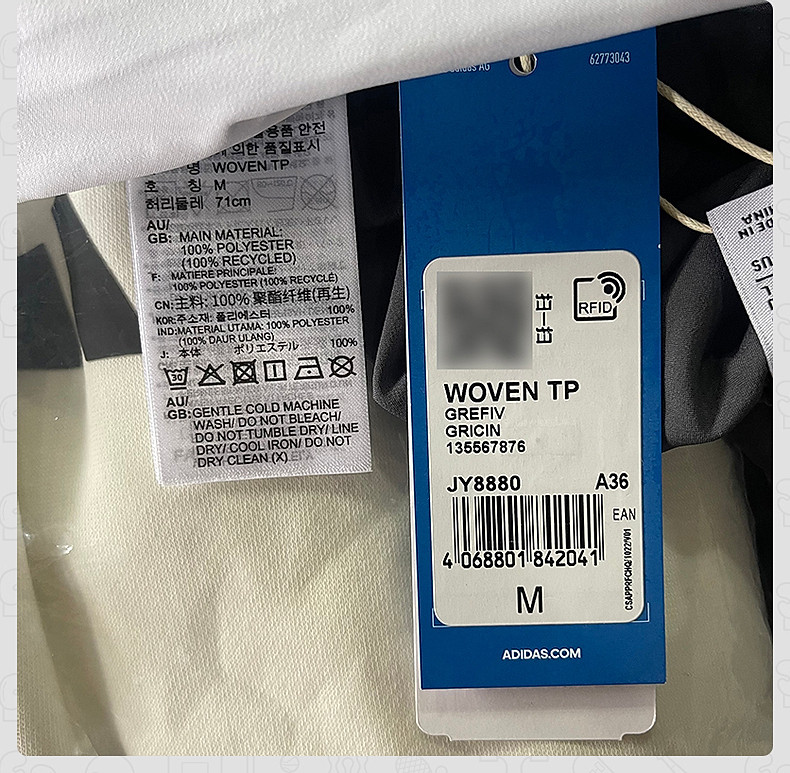 62773043
용품 안전
의한 품질표시
명 WOVEN TP
호 칭 M
허리둘레 71cm
AU/
GB: MAIN MATERIAL:
100% POLYESTER
(100% RECYCLED)
F: MATIERE PRINCIPALE:
100% POLYESTER (100% RECYCLÉ)
CN: 主料: 100% 聚酯纤维(再生)
KOR: 주소재: 폴리에스터 100%
IND: MATERIAL UTAMA: 100% POLYESTER
(100% DAUR ULANG)
J: 本体 ポリエステル 100%
30
AU/
GB: GENTLE COLD MACHINE
WASH/ DO NOT BLEACH/
DO NOT TUMBLE DRY/ LINE
DRY/ COOL IRON/ DO NOT
DRY CLEAN (X)
RFID
WOVEN TP
GREFIV
GRICIN
135567876
JY8880 A36
EAN
4 068801 842041
CSAPPRFCHQ/1022/V01
M
ADIDAS.COM
US